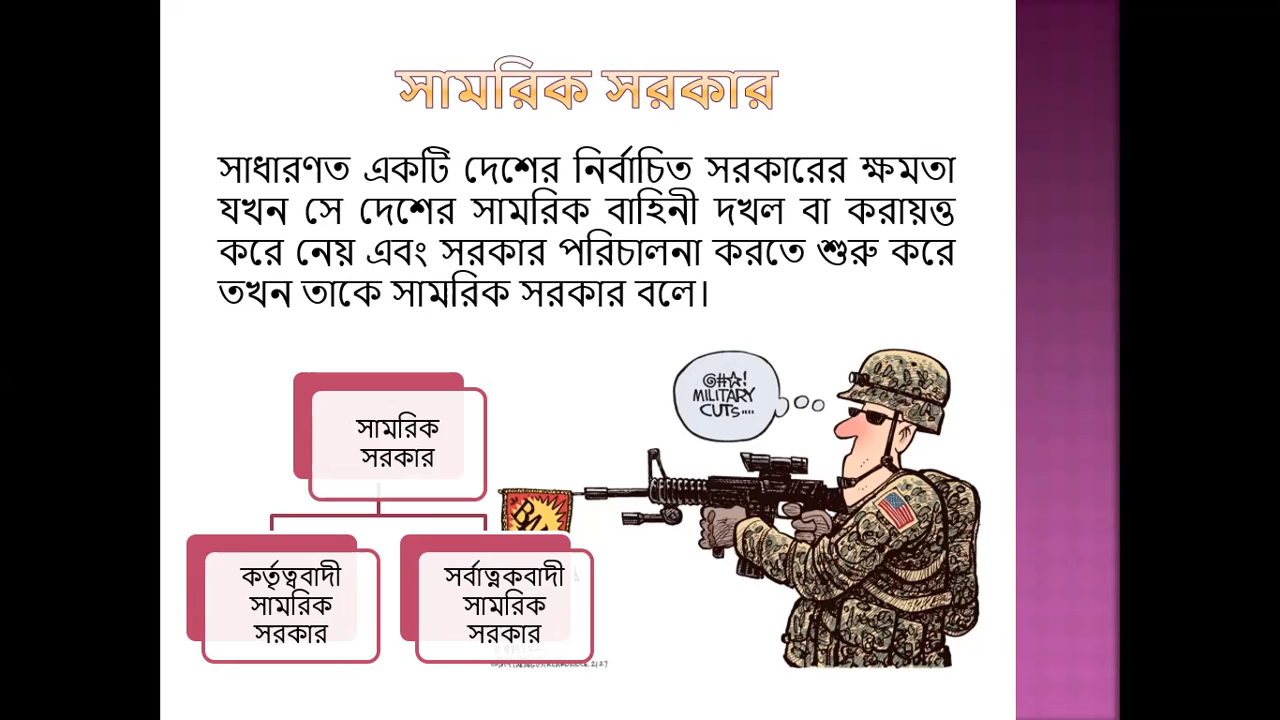 সামরিক সরকার
সাধারণত একটি দেশের নির্বাচিত সরকারের ক্ষমতা
যখন সে দেশের সামরিক বাহিনী দখল বা করায়ত্ত
করে নেয় এবং সরকার পরিচালনা করতে শুরু করে
তখন তাকে সামরিক সরকার বলে।
@#☆!
MILITARY
CUTs....
সামরিক
সরকার
কর্তৃত্ববাদী
সামরিক
সরকার
সর্বাত্নকবাদী
সামরিক
সরকার